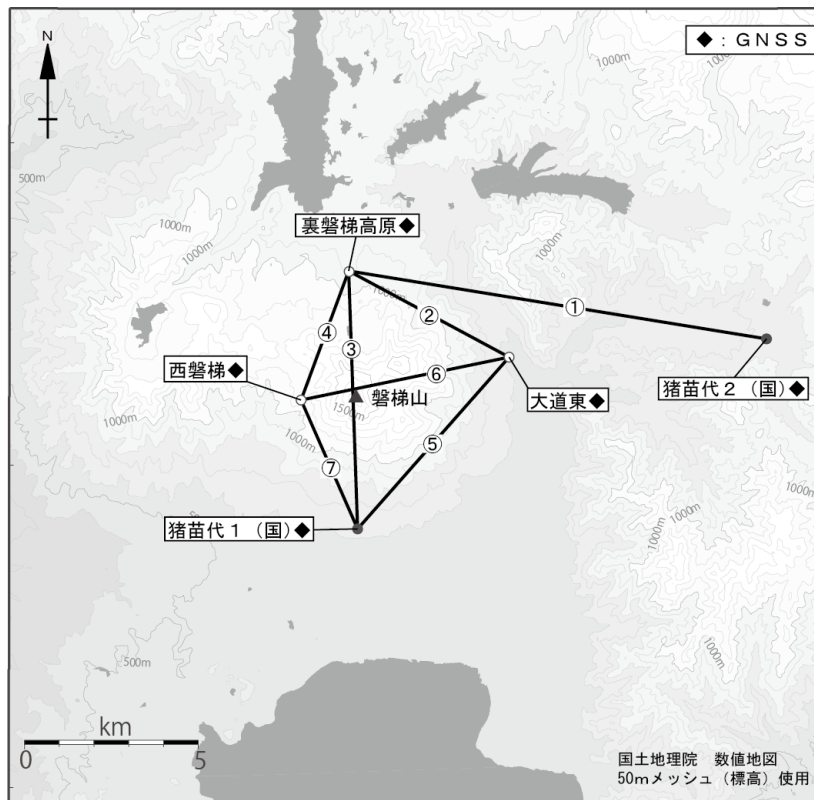 N
◆：ＧＮＳＳ
1000m
1000m
500m
1000m
裏磐梯高原◆
1000m
1000m
①
②
④
③
西磐梯◆
⑥
猪苗代２（国）◆
大道東◆
磐梯山
1500m
1000m
1000m
⑤
⑦
1000m
1000m
猪苗代１（国）◆
1000m
1000m
500m
km
0
5
国土地理院　数値地図
50mメッシュ（標高）使用